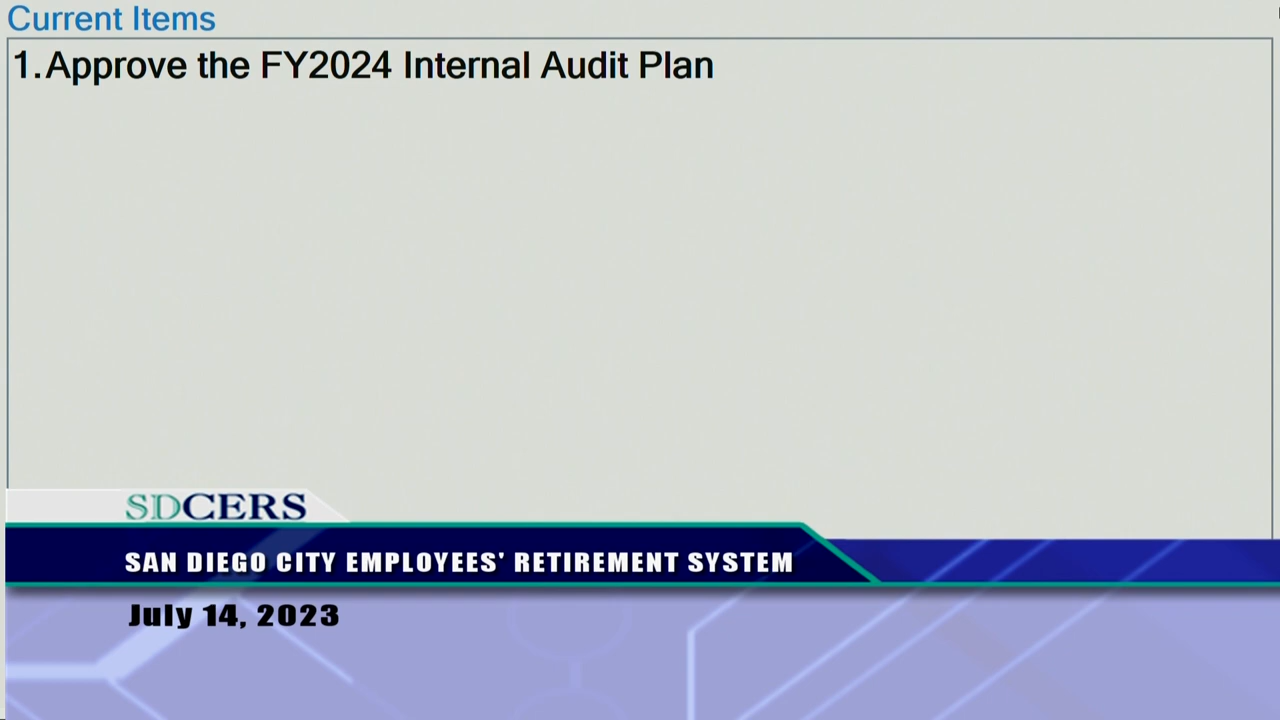 Current Items
1. Approve the FY2024 Internal Audit Plan
SDCERS
SAN DIEGO CITY EMPLOYEES' RETIREMENT SYSTEM
July 14, 2023